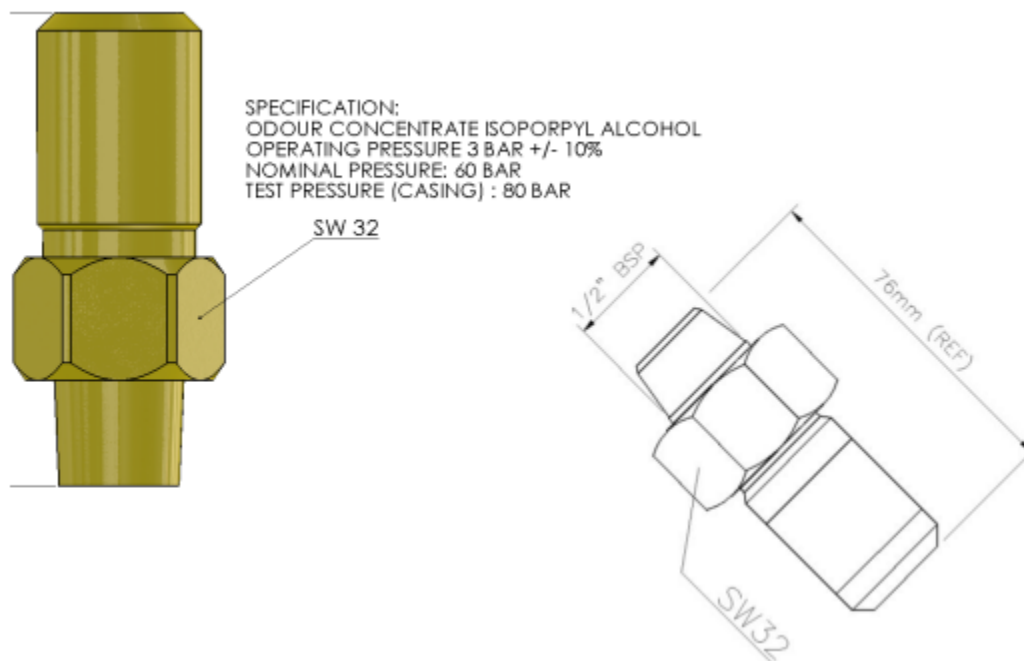 SPECIFICATION:
ODOUR CONCENTRATE ISOPORPYL ALCOHOL
OPERATING PRESSURE 3 BAR +/- 10%
NOMINAL PRESSURE: 60 BAR
TEST PRESSURE (CASING) : 80 BAR
SW 32
1/2" BSP
76mm (REF)
SW32